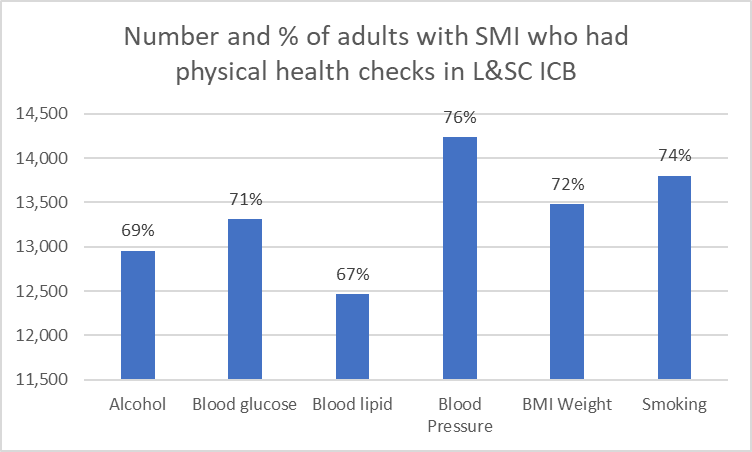 Number and % of adults with SMI who had
physical health checks in L&SC ICB
14,500
14,000
13,500
13,000
12,500
12,000
11,500
69%
71%
67%
76%
72%
74%
Alcohol
Blood glucose
Blood lipid
Blood
Pressure
BMI Weight
Smoking